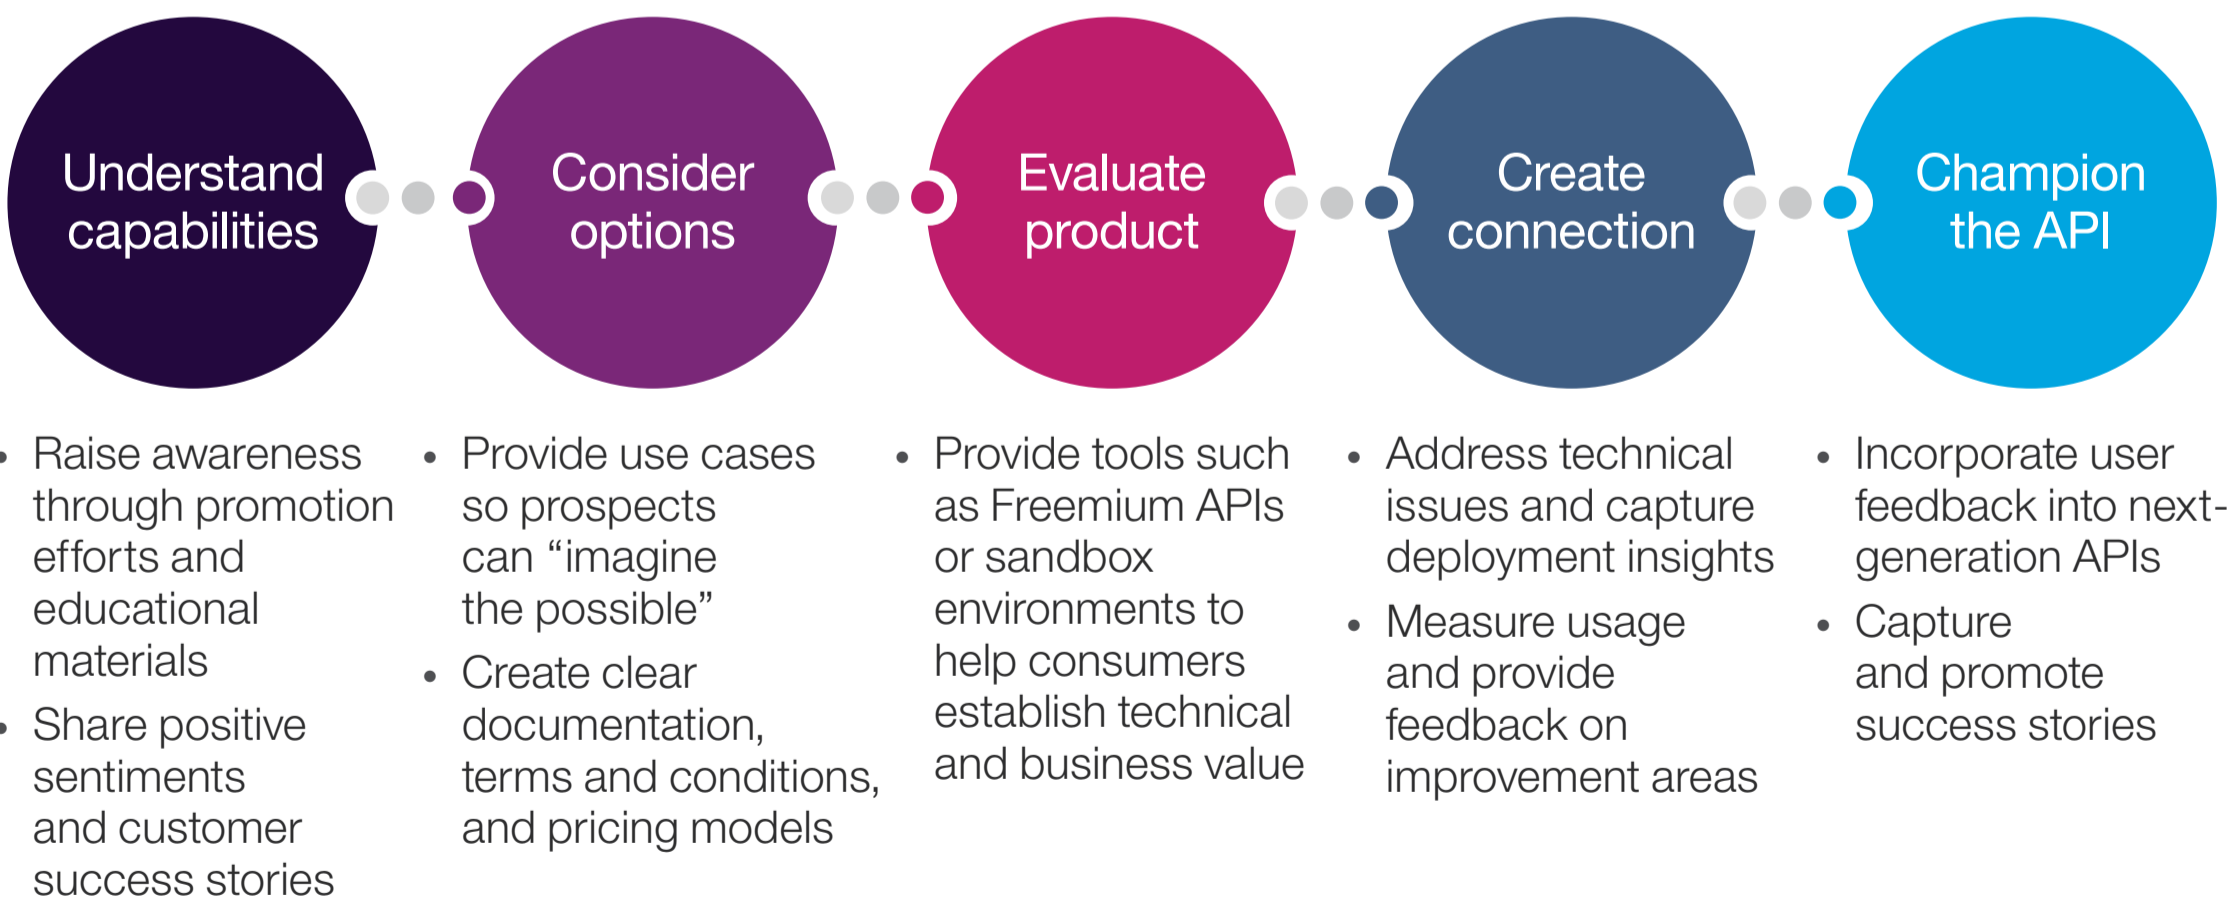 Understand
capabilities
Consider
options
Evaluate
product
Create
connection
Champion
the API
• Raise awareness
through promotion
efforts and
educational
materials
• Share positive
sentiments
and customer
success stories
• Provide use cases
so prospects
can “imagine
the possible”
• Create clear
documentation,
terms and conditions,
and pricing models
• Provide tools such
as Freemium APIs
or sandbox
environments to
help consumers
establish technical
and business value
• Address technical
issues and capture
deployment insights
• Measure usage
and provide
feedback on
improvement areas
• Incorporate user
feedback into next-
generation APIs
• Capture
and promote
success stories